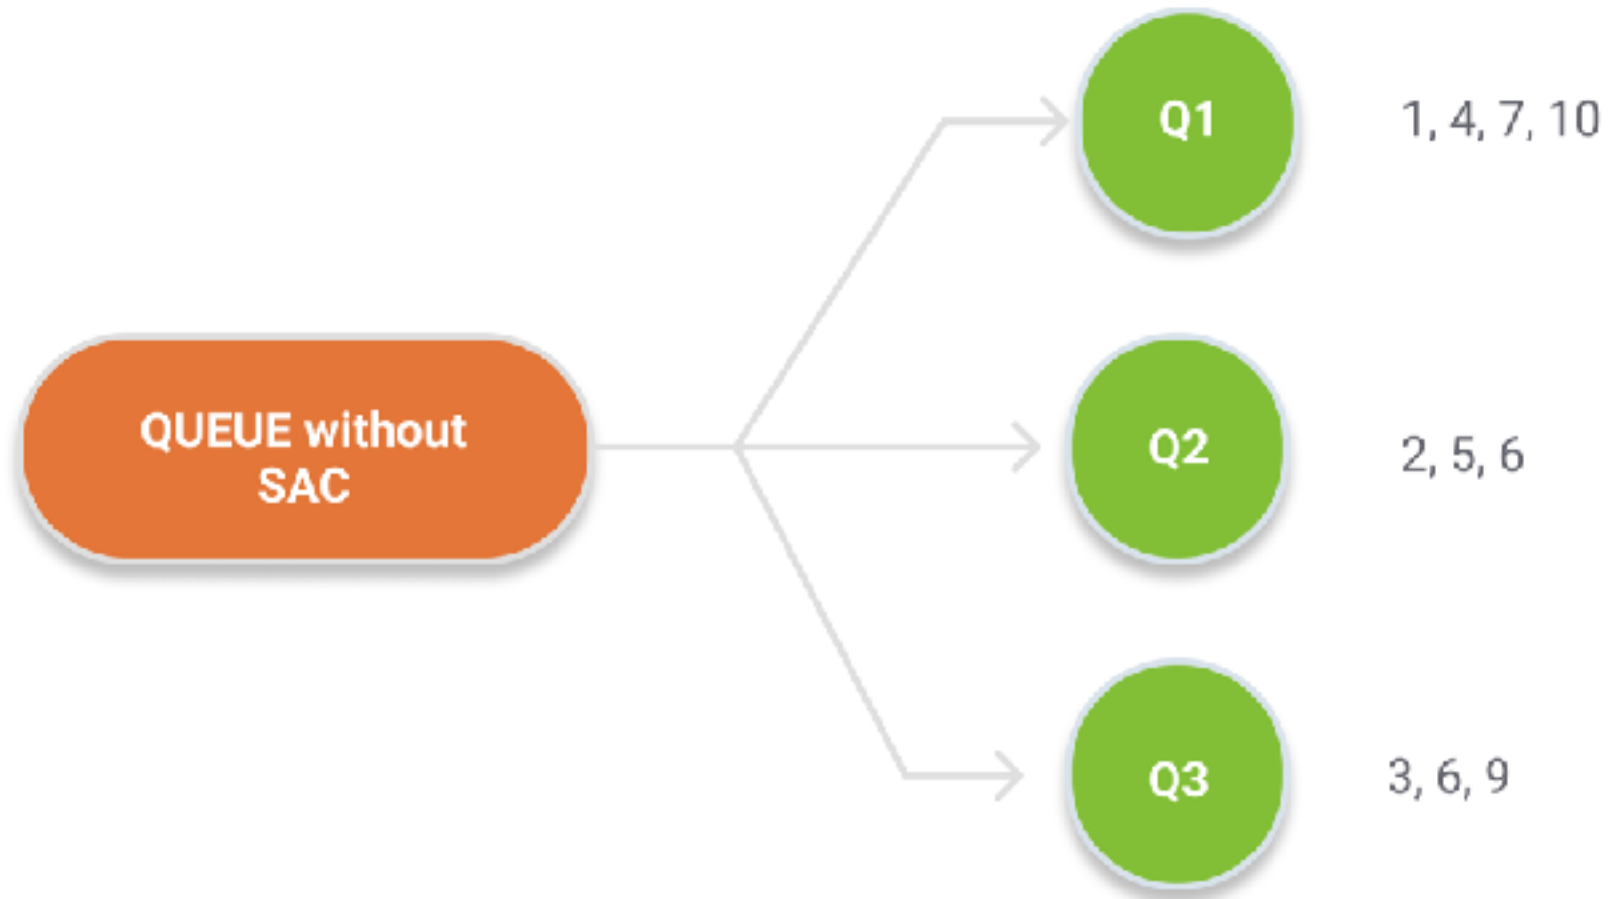 QUEUE without
SAC
Q1
1, 4, 7, 10
Q2
2, 5, 6
Q3
3, 6, 9